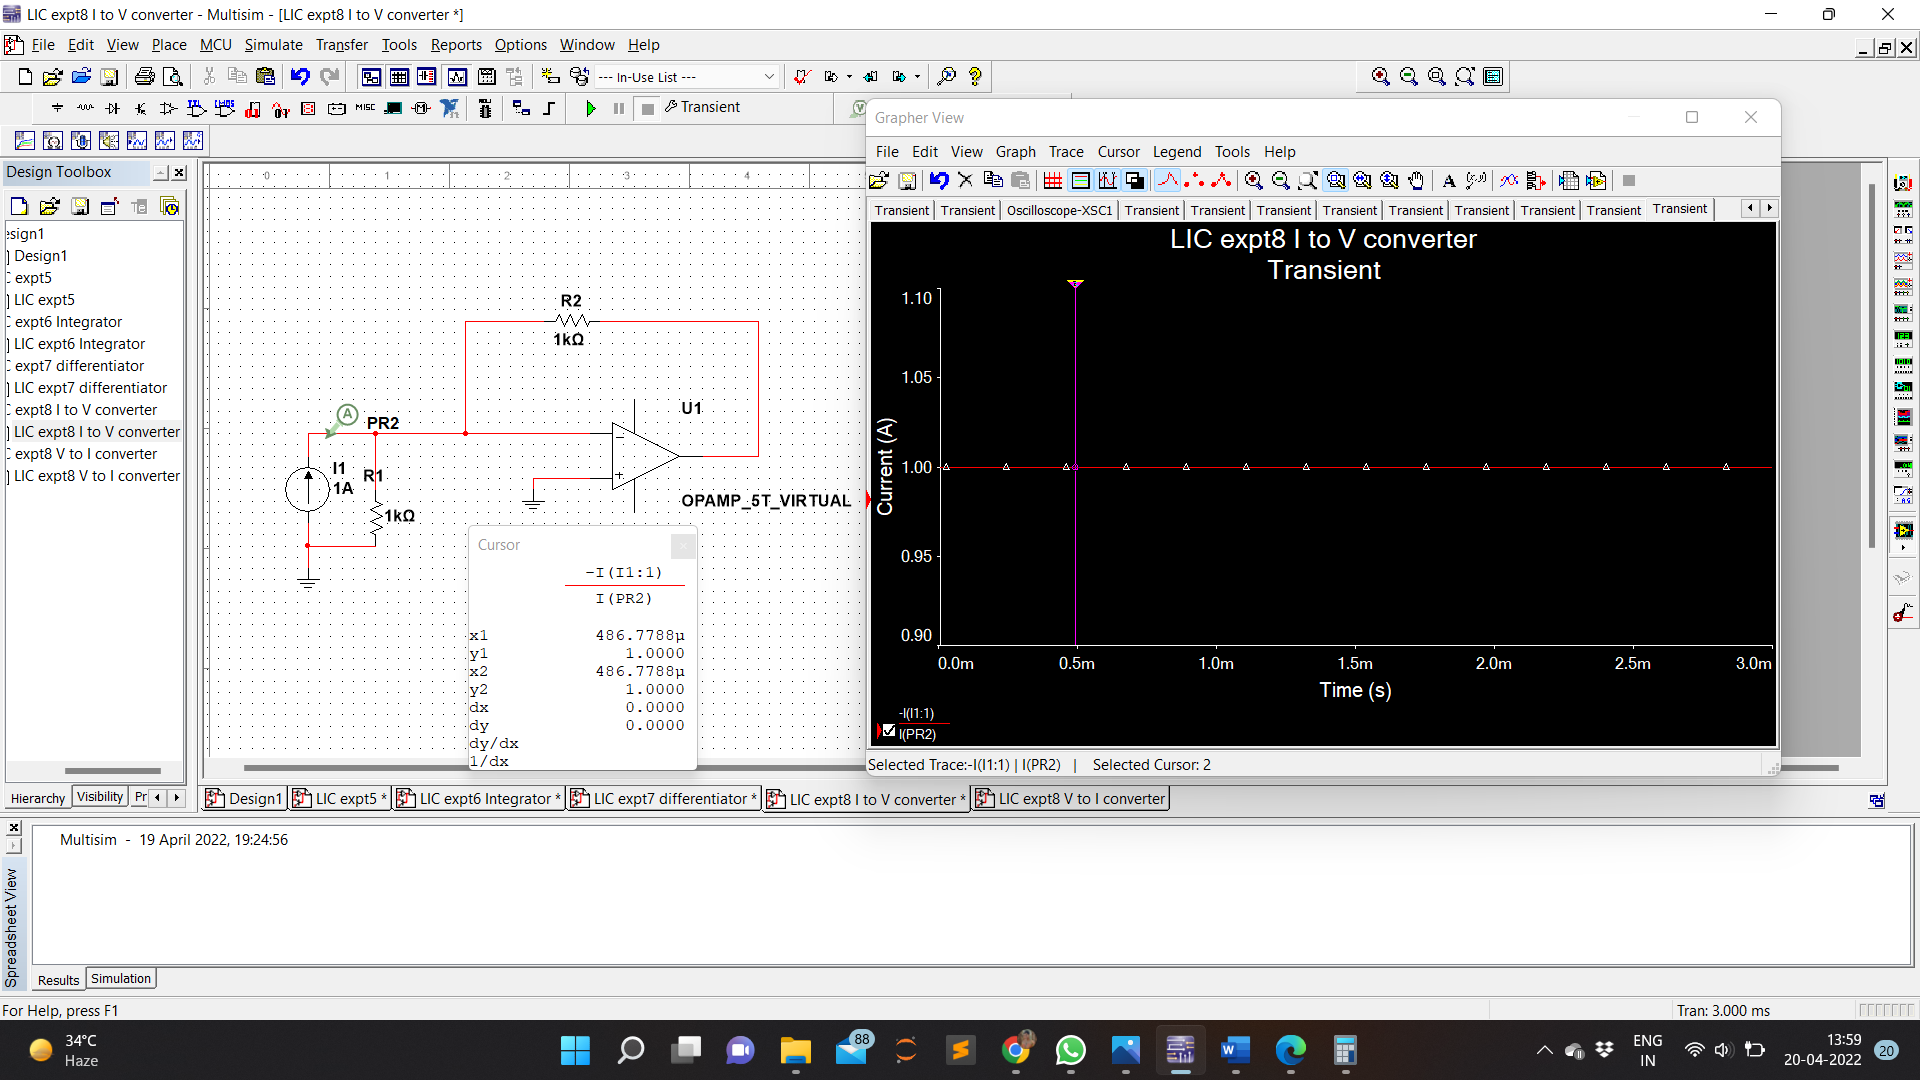 LIC expt8 I to V converter - Multisim - [LIC expt8 I to V converter *]
File Edit View Place MCU Simulate Transfer Tools Reports Options Window Help
--- In-Use List ---
MISC
Transient
Design Toolbox
esign1
Design1
C expt5
LIC expt5
C expt6 Integrator
LIC expt6 Integrator
C expt7 differentiator
LIC expt7 differentiator
C expt8 I to V converter
LIC expt8 I to V converter
C expt8 V to I converter
LIC expt8 V to I converter
Hierarchy Visibility Pr
0 1 2 3 4
R2
1kΩ
U1
A
PR2
I1
1A
R1
1kΩ
OPAMP_5T_VIRTUAL
Cursor
-I(I1:1)
I(PR2)
x1 486.7788µ
y1 1.0000
x2 486.7788µ
y2 1.0000
dx 0.0000
dy 0.0000
dy/dx
1/dx
Grapher View
File Edit View Graph Trace Cursor Legend Tools Help
Transient Transient Oscilloscope-XSC1 Transient Transient Transient Transient Transient Transient Transient Transient Transient
LIC expt8 I to V converter
Transient
1.10
1.05
1.00
0.95
0.90
Current (A)
0.0m 0.5m 1.0m 1.5m 2.0m 2.5m 3.0m
Time (s)
-I(I1:1)
I(PR2)
Selected Trace:-I(I1:1) | I(PR2) | Selected Cursor: 2
Design1 LIC expt5 * LIC expt6 Integrator * LIC expt7 differentiator * LIC expt8 I to V converter * LIC expt8 V to I converter
Multisim - 19 April 2022, 19:24:56
Spreadsheet View
Results Simulation
For Help, press F1
Tran: 3.000 ms
34°C
Haze
88
ENG
IN
13:59
20-04-2022
20